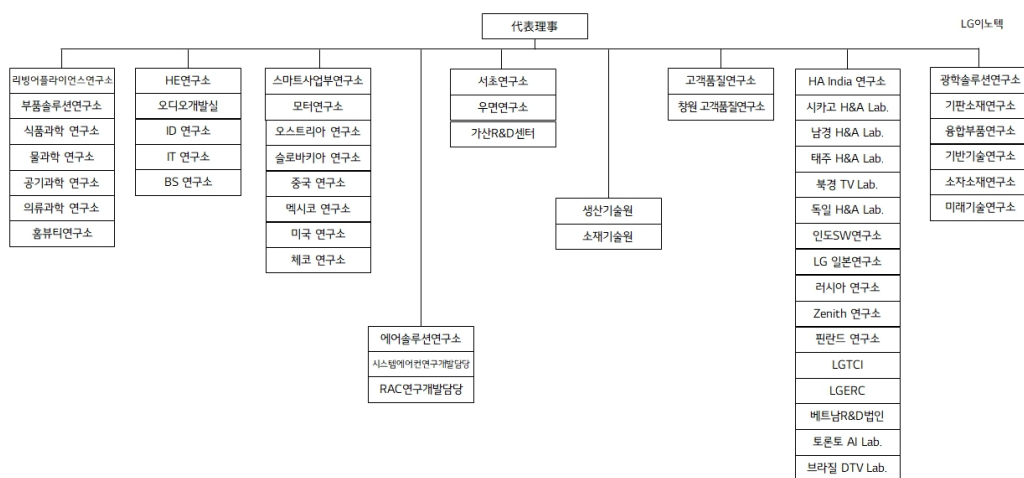 代表理事
LG이노텍
리빙어플라이언스연구소
부품솔루션연구소
식품과학 연구소
물과학 연구소
공기과학 연구소
의류과학 연구소
홈뷰티연구소
HE연구소
오디오개발실
ID 연구소
IT 연구소
BS 연구소
스마트사업부연구소
모터연구소
오스트리아 연구소
슬로바키아 연구소
중국 연구소
멕시코 연구소
미국 연구소
체코 연구소
에어솔루션연구소
시스템에어컨연구개발담당
RAC연구개발담당
서초연구소
우면연구소
가산R&D센터
생산기술원
소재기술원
고객품질연구소
창원 고객품질연구소
HA India 연구소
시카고 H&A Lab.
남경 H&A Lab.
태주 H&A Lab.
북경 TV Lab.
독일 H&A Lab.
인도SW연구소
LG 일본연구소
러시아 연구소
Zenith 연구소
핀란드 연구소
LGTCI
LGERC
베트남R&D법인
토론토 AI Lab.
브라질 DTV Lab.
광학솔루션연구소
기판소재연구소
융합부품연구소
기반기술연구소
소자소재연구소
미래기술연구소